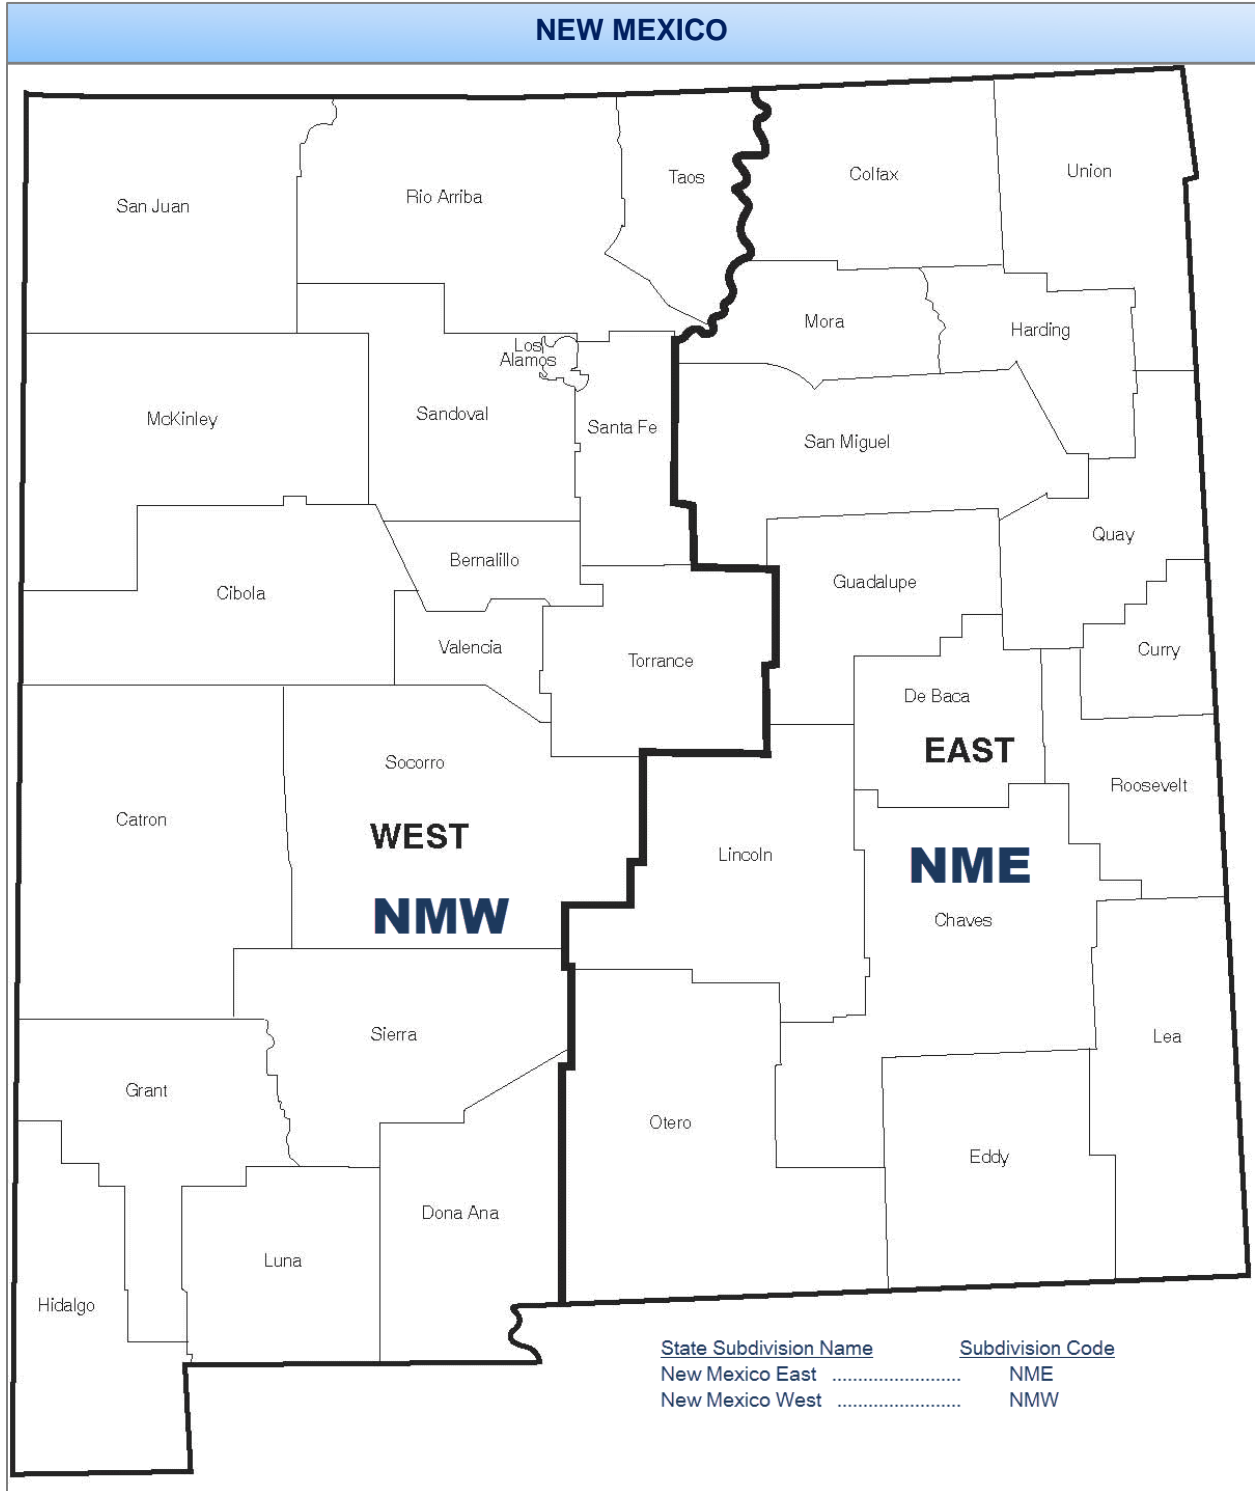 NEW MEXICO
Union
Taos
Colfax
San Juan
Rio Arriba
Mora
Harding
Los
Alamos
Sandoval
McKinley
Santa Fe
San Miguel
Quay
Bernalillo
Guadalupe
Cibola
Valencia
Curry
Torrance
De Baca
EAST
Socorro
Roosevelt
Catron
WEST
Lincoln
NME
NMW
Chaves
Sierra
Lea
Grant
Otero
Eddy
Dona Ana
Luna
Hidalgo
State Subdivision Name Subdivision Code
New Mexico East ........................ NME
New Mexico West ....................... NMW